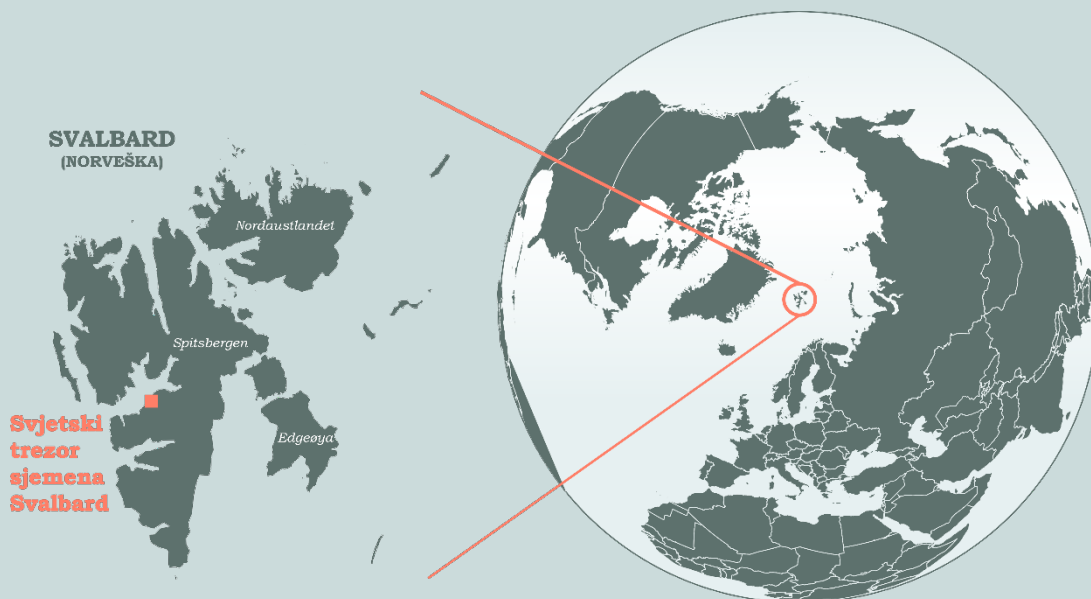 SVALBARD
(NORVEŠKA)
Nordaustlandet
Spitsbergen
Svjetski
trezor
sjemena
Svalbard
Edgeøya